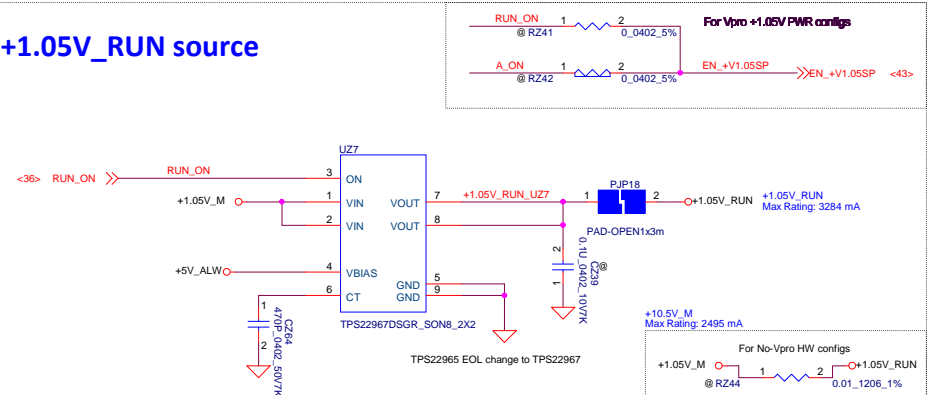 +1.05V_RUN source
For Vpro +1.05V PWR configs
RUN_ON 1 2
@ RZ41 0_0402_5%
A_ON 1 2 EN_+V1.05SP EN_+V1.05SP <43>
@ RZ42 0_0402_5%
UZ7
<36> RUN_ON RUN_ON 3 ON
+1.05V_M 1 VIN VOUT 7 +1.05V_RUN_UZ7 1 PJP18 2 +1.05V_RUN +1.05V_RUN
Max Rating: 3284 mA
2 VIN VOUT 8
PAD-OPEN1x3m
+5V_ALW 4 VBIAS
6 CT
GND 5
GND 9
2 1
CZ39 @
0.1U_0402_10V7K
TPS22967DSGR_SON8_2X2
1 2
CZ64
470P_0402_50V7K
TPS22965 EOL change to TPS22967
+10.5V_M
Max Rating: 2495 mA
For No-Vpro HW configs
+1.05V_M 1 2 +1.05V_RUN
@ RZ44 0.01_1206_1%